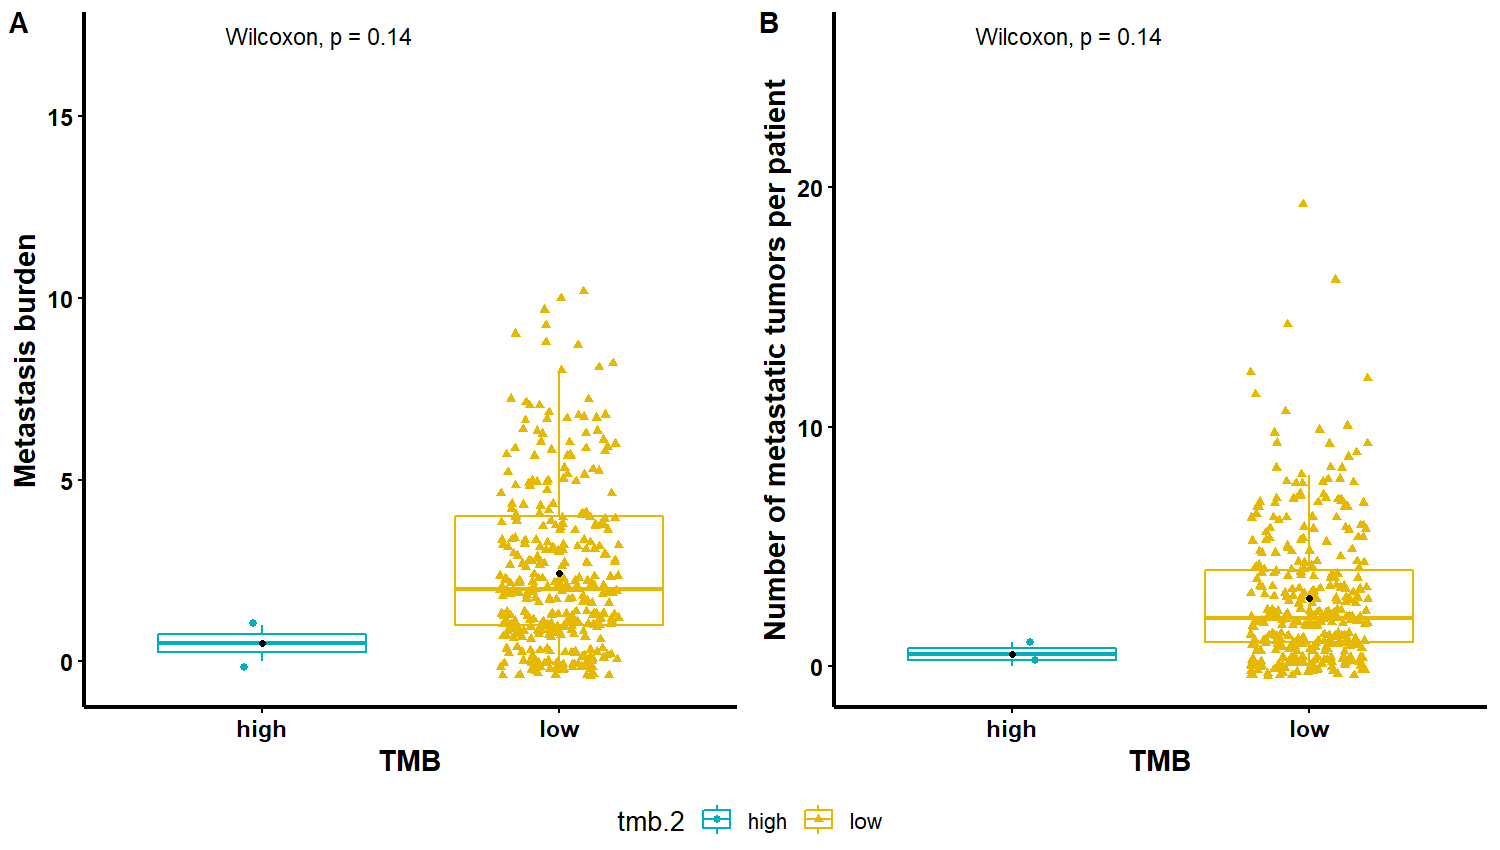 A
Wilcoxon, p = 0.14
Metastasis burden
15
10
5
0
high
low
TMB
B
Wilcoxon, p = 0.14
Number of metastatic tumors per patient
20
10
0
high
low
TMB
tmb.2 high low